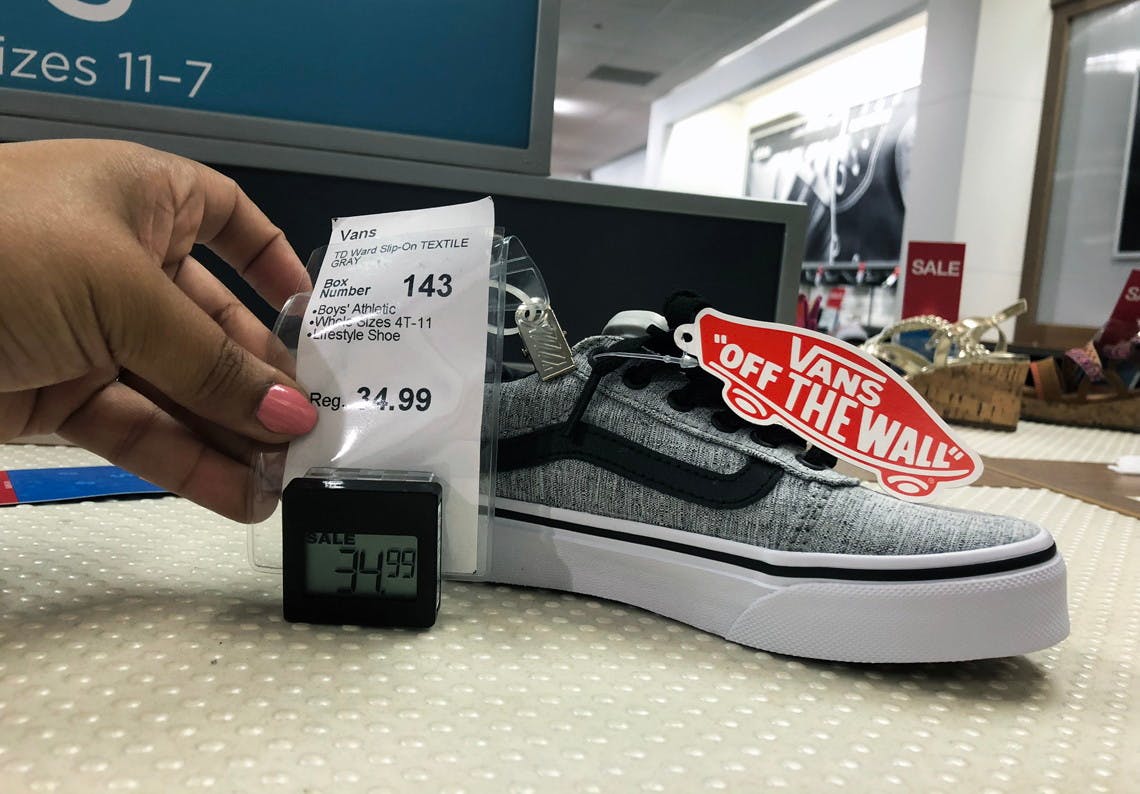 izes 11-7
Vans
TD Ward Slip-On TEXTILE
GRAY
Box
Number 143
•Boys' Athletic
•Whole Sizes 4T-11
•Lifestyle Shoe
Reg. 34.99
SALE
34.99
VANS
"OFF THE WALL"
®
SALE
S